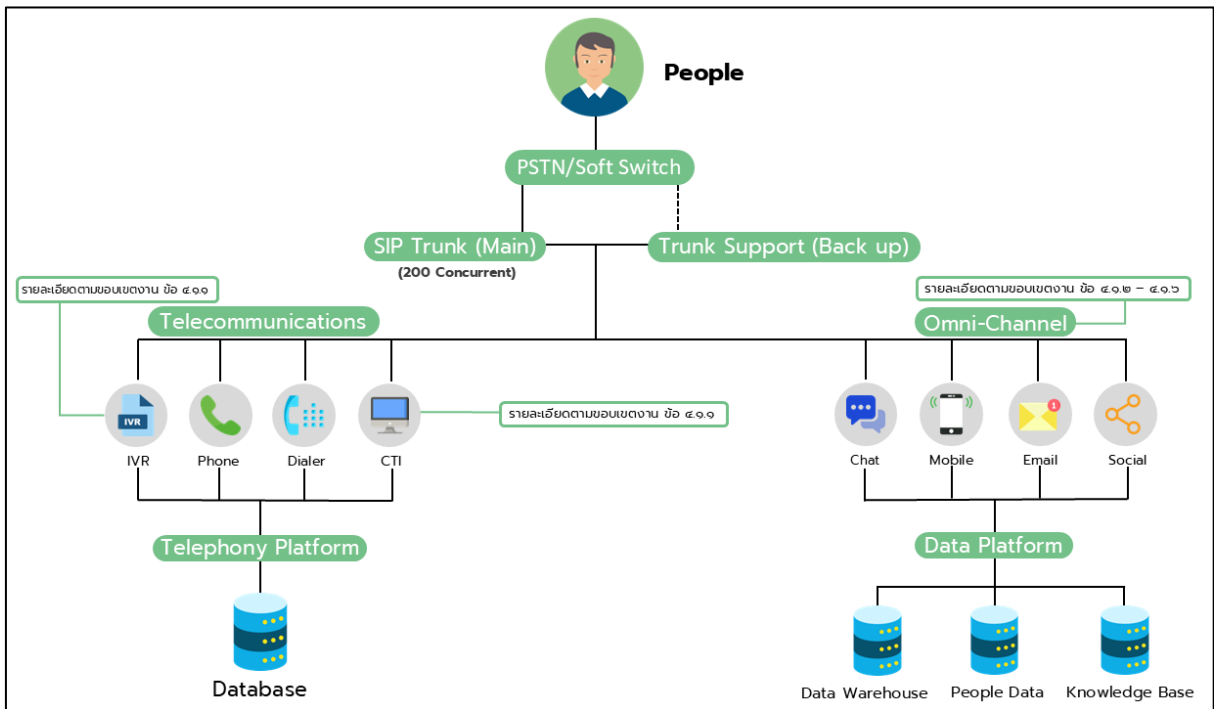 People
PSTN/Soft Switch
SIP Trunk (Main)
Trunk Support (Back up)
(200 Concurrent)
รายละเอียดตามขอบเขตงาน ข้อ ๔.๑.๑
รายละเอียดตามขอบเขตงาน ข้อ ๔.๑.๒ – ๔.๑.๖
Telecommunications
Omni-Channel
IVR
1
รายละเอียดตามขอบเขตงาน ข้อ ๔.๑.๑
IVR
Phone
Dialer
CTI
Chat
Mobile
Email
Social
Telephony Platform
Data Platform
Database
Data Warehouse
People Data
Knowledge Base